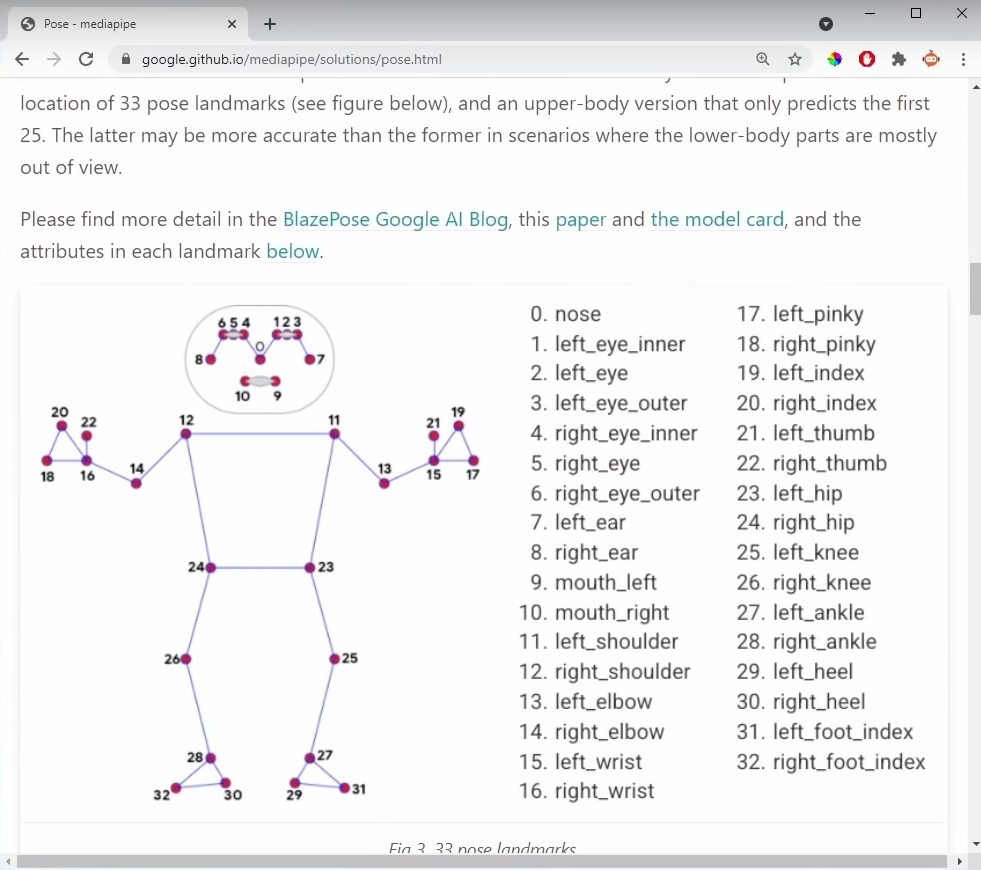 Pose - mediapipe
google.github.io/mediapipe/solutions/pose.html
location of 33 pose landmarks (see figure below), and an upper-body version that only predicts the first
25. The latter may be more accurate than the former in scenarios where the lower-body parts are mostly
out of view.
Please find more detail in the BlazePose Google AI Blog, this paper and the model card, and the
attributes in each landmark below.
6 5 4 1 2 3
0
8 7
10 9
20 22 12 11 21 19
18 16 14 13 15 17
24 23
26 25
28 27
32 30 29 31
0. nose
1. left_eye_inner
2. left_eye
3. left_eye_outer
4. right_eye_inner
5. right_eye
6. right_eye_outer
7. left_ear
8. right_ear
9. mouth_left
10. mouth_right
11. left_shoulder
12. right_shoulder
13. left_elbow
14. right_elbow
15. left_wrist
16. right_wrist
17. left_pinky
18. right_pinky
19. left_index
20. right_index
21. left_thumb
22. right_thumb
23. left_hip
24. right_hip
25. left_knee
26. right_knee
27. left_ankle
28. right_ankle
29. left_heel
30. right_heel
31. left_foot_index
32. right_foot_index
Fig 3. 33 pose landmarks